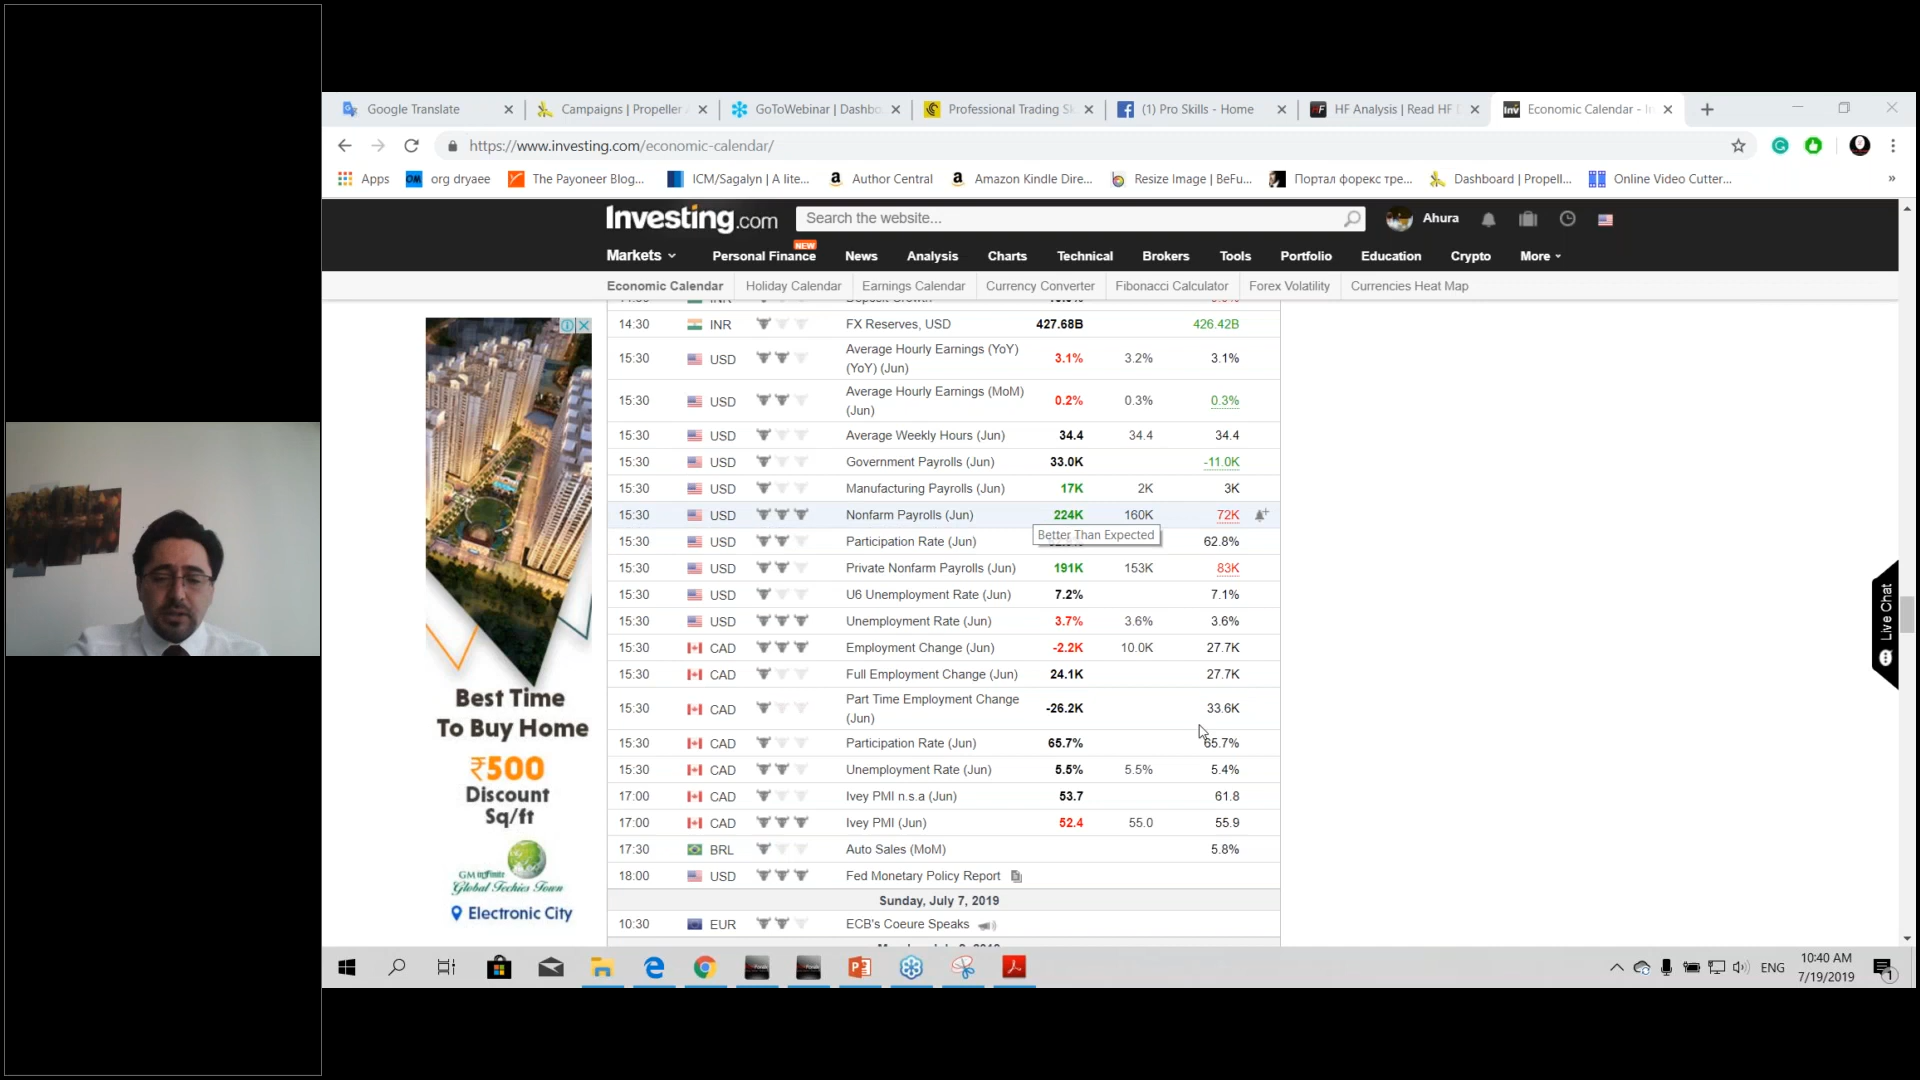 Google Translate
Campaigns | Propeller
GoToWebinar | Dashbo
Professional Trading Sk
(1) Pro Skills - Home
HF Analysis | Read HF
Economic Calendar - In
https://www.investing.com/economic-calendar/
Apps
org dryaee
The Payoneer Blog...
ICM/Sagalyn | A lite...
Author Central
Amazon Kindle Dire...
Resize Image | BeFu...
Портал форекс тре...
Dashboard | Propell...
Online Video Cutter...
»
Investing.com
Search the website...
Ahura
NEW
Markets Personal Finance News Analysis Charts Technical Brokers Tools Portfolio Education Crypto More
Economic Calendar Holiday Calendar Earnings Calendar Currency Converter Fibonacci Calculator Forex Volatility Currencies Heat Map
14:30 INR FX Reserves, USD 427.68B 426.42B
15:30 USD Average Hourly Earnings (YoY) (YoY) (Jun) 3.1% 3.2% 3.1%
15:30 USD Average Hourly Earnings (MoM) (Jun) 0.2% 0.3% 0.3%
15:30 USD Average Weekly Hours (Jun) 34.4 34.4 34.4
15:30 USD Government Payrolls (Jun) 33.0K -11.0K
15:30 USD Manufacturing Payrolls (Jun) 17K 2K 3K
15:30 USD Nonfarm Payrolls (Jun) 224K 160K 72K
Better Than Expected
15:30 USD Participation Rate (Jun) 62.8%
15:30 USD Private Nonfarm Payrolls (Jun) 191K 153K 83K
15:30 USD U6 Unemployment Rate (Jun) 7.2% 7.1%
15:30 USD Unemployment Rate (Jun) 3.7% 3.6% 3.6%
15:30 CAD Employment Change (Jun) -2.2K 10.0K 27.7K
15:30 CAD Full Employment Change (Jun) 24.1K 27.7K
15:30 CAD Part Time Employment Change (Jun) -26.2K 33.6K
15:30 CAD Participation Rate (Jun) 65.7% 65.7%
15:30 CAD Unemployment Rate (Jun) 5.5% 5.5% 5.4%
17:00 CAD Ivey PMI n.s.a (Jun) 53.7 61.8
17:00 CAD Ivey PMI (Jun) 52.4 55.0 55.9
17:30 BRL Auto Sales (MoM) 5.8%
18:00 USD Fed Monetary Policy Report
Sunday, July 7, 2019
10:30 EUR ECB's Coeure Speaks
Best Time
To Buy Home
₹500
Discount
Sq/ft
GM infinite
Global Techies Town
Electronic City
Live Chat
ENG
10:40 AM
7/19/2019
1